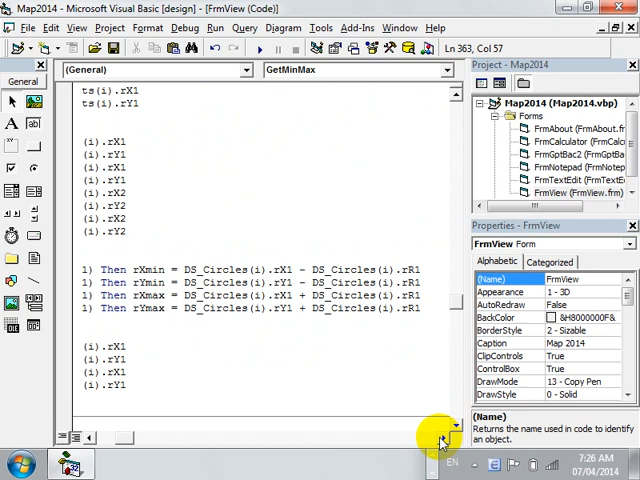 Map2014 - Microsoft Visual Basic [design] - [FrmView (Code)]
File Edit View Project Format Debug Run Query Diagram Tools Add-Ins Window Help
Ln 363, Col 57
General
A
ab|
OLE
(General)
GetMinMax
ts(i).rX1
ts(i).rY1
(i).rX1
(i).rY1
(i).rX1
(i).rY1
(i).rX2
(i).rY2
(i).rX2
(i).rY2
1) Then rXmin = DS_Circles(i).rX1 - DS_Circles(i).rR1
1) Then rYmin = DS_Circles(i).rY1 - DS_Circles(i).rR1
1) Then rXmax = DS_Circles(i).rX1 + DS_Circles(i).rR1
1) Then rYmax = DS_Circles(i).rY1 + DS_Circles(i).rR1
(i).rX1
(i).rY1
(i).rX1
(i).rY1
Project - Map2014
Map2014 (Map2014.vbp)
Forms
FrmAbout (FrmAbout.fr
FrmCalculator (FrmCalc
FrmGptBac2 (FrmGptBa
FrmNotepad (FrmNotep
FrmTextEdit (FrmTextE
FrmView (FrmView.frm)
Properties - FrmView
FrmView Form
Alphabetic Categorized
(Name) FrmView
Appearance 1 - 3D
AutoRedraw False
BackColor &H8000000F&
BorderStyle 2 - Sizable
Caption Map 2014
ClipControls True
ControlBox True
DrawMode 13 - Copy Pen
DrawStyle 0 - Solid
(Name)
Returns the name used in code to identify
an object.
EN
7:26 AM
07/04/2014